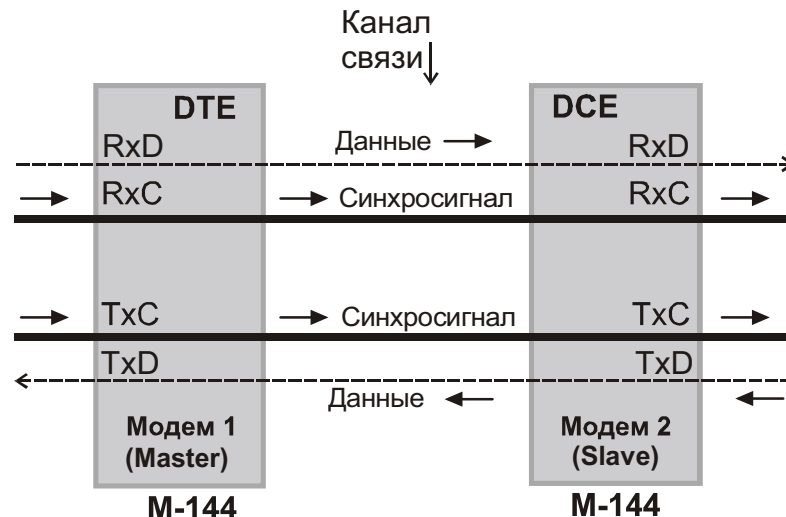 Канал
связи
DTE
DCE
RxD
Данные
RxD
RxC
Синхросигнал
RxC
TxC
Синхросигнал
TxC
TxD
TxD
Данные
Модем 1
(Master)
Модем 2
(Slave)
M-144
M-144